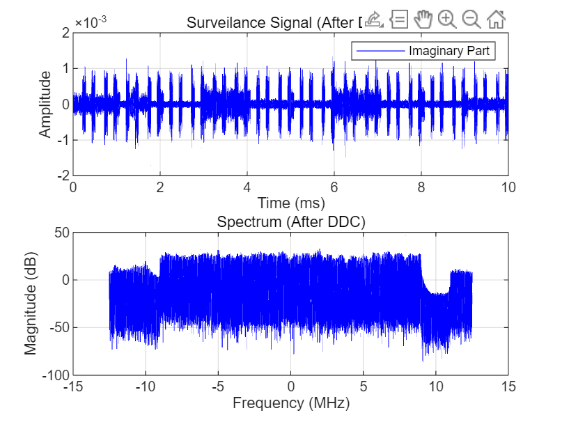 ×10-3
Surveilance Signal (After D
2
1
0
-1
-2
Amplitude
Imaginary Part
0 2 4 6 8 10
Time (ms)
Spectrum (After DDC)
50
0
-50
-100
Magnitude (dB)
-15 -10 -5 0 5 10 15
Frequency (MHz)